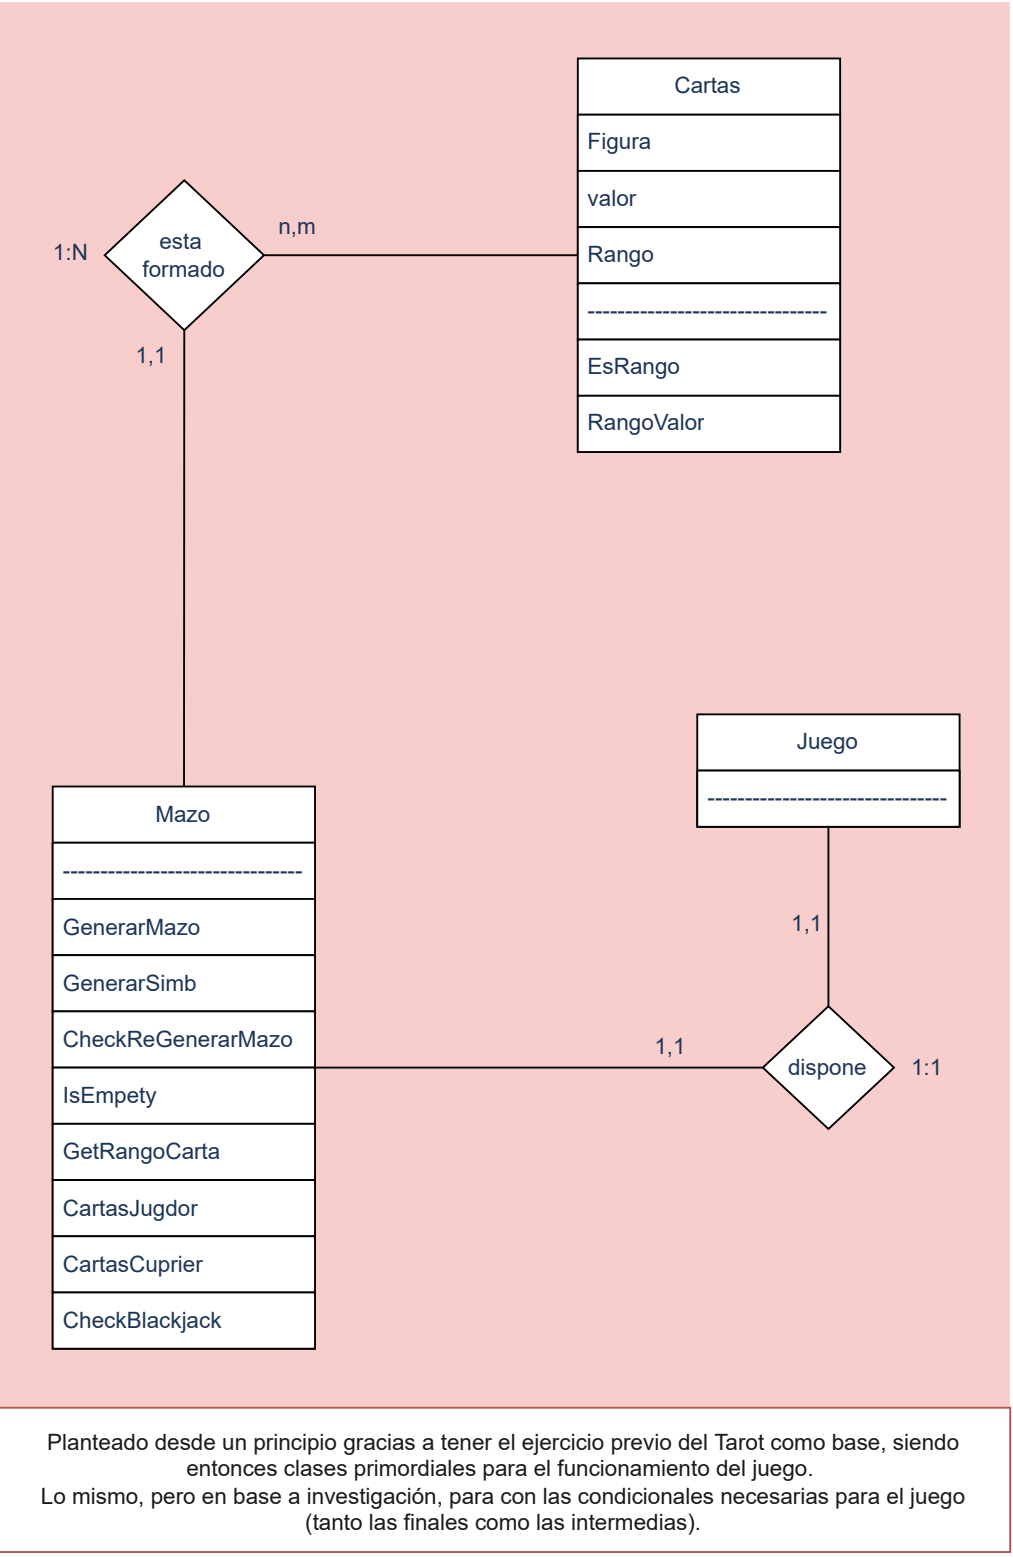 Cartas
Figura
valor
Rango
--------------------------------
EsRango
RangoValor
esta
formado
1:N
n,m
1,1
Juego
--------------------------------
Mazo
--------------------------------
GenerarMazo
GenerarSimb
CheckReGenerarMazo
IsEmpety
GetRangoCarta
CartasJugdor
CartasCuprier
CheckBlackjack
1,1
1,1
dispone
1:1
Planteado desde un principio gracias a tener el ejercicio previo del Tarot como base, siendo
entonces clases primordiales para el funcionamiento del juego.
Lo mismo, pero en base a investigación, para con las condicionales necesarias para el juego
(tanto las finales como las intermedias).